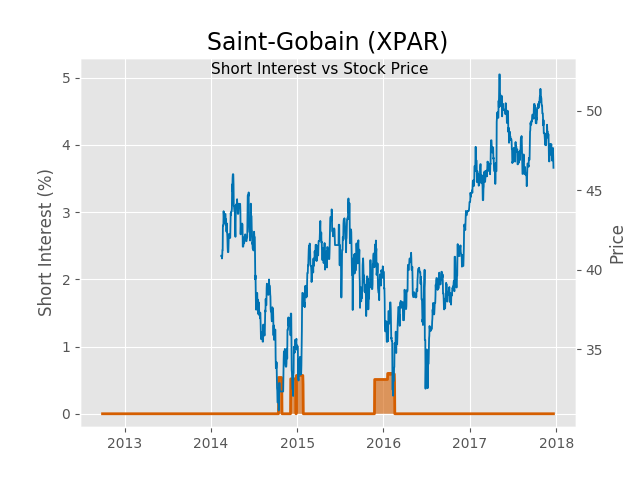 Saint-Gobain (XPAR)
Short Interest vs Stock Price
Short Interest (%)
Price
5
4
3
2
1
0
50
45
40
35
2013 2014 2015 2016 2017 2018